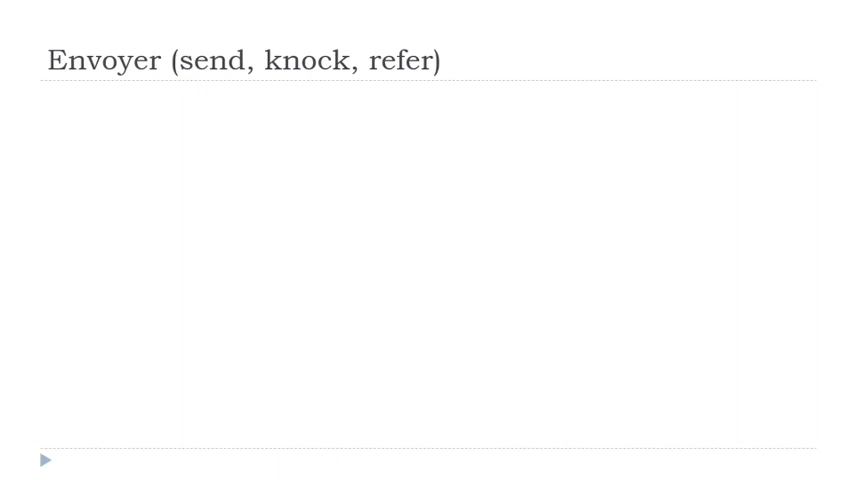 Envoyer (send, knock, refer)